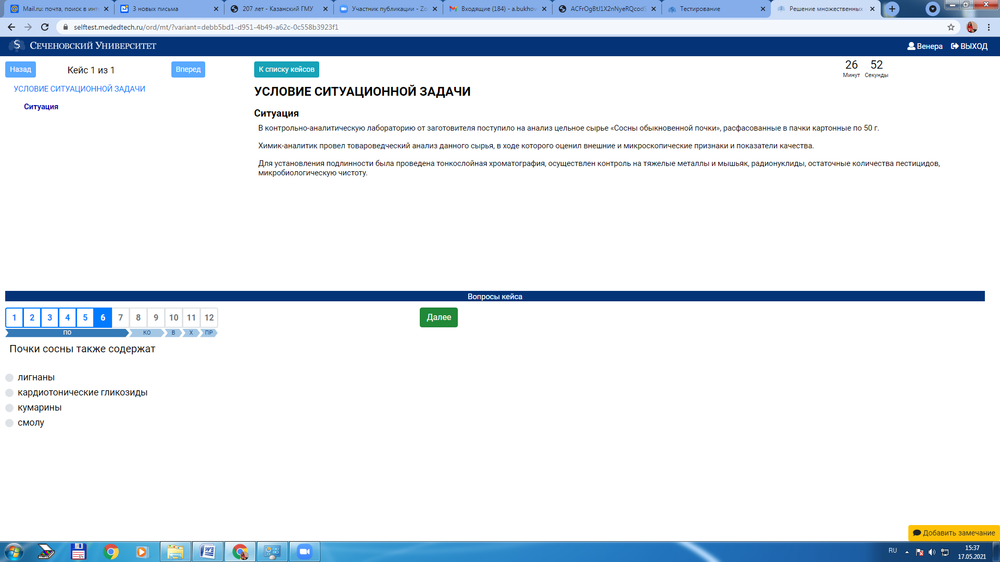 Mail.ru: почта, поиск в инт
3 новых письма
207 лет - Казанский ГМУ
Участник публикации - Zo
Входящие (184) - a.bukhov
Тестирование
Решение множественных
selftest.mededtech.ru/ord/mt/?variant=debb5bd1-d951-4b49-a62c-0c558b3923f1
СЕЧЕНОВСКИЙ УНИВЕРСИТЕТ
Венера
ВЫХОД
Назад
Кейс 1 из 1
Вперед
К списку кейсов
26 52
Минут Секунды
УСЛОВИЕ СИТУАЦИОННОЙ ЗАДАЧИ
Ситуация
УСЛОВИЕ СИТУАЦИОННОЙ ЗАДАЧИ
Ситуация
В контрольно-аналитическую лабораторию от заготовителя поступило на анализ цельное сырье «Сосны обыкновенной почки», расфасованные в пачки картонные по 50 г.
Химик-аналитик провел товароведческий анализ данного сырья, в ходе которого оценил внешние и микроскопические признаки и показатели качества.
Для установления подлинности была проведена тонкослойная хроматография, осуществлен контроль на тяжелые металлы и мышьяк, радионуклиды, остаточные количества пестицидов,
микробиологическую чистоту.
Вопросы кейса
1 2 3 4 5 6 7 8 9 10 11 12
Далее
ПО КО В Х ПР
Почки сосны также содержат
лигнаны
кардиотонические гликозиды
кумарины
смолу
Добавить замечание
RU
15:37
17.05.2021